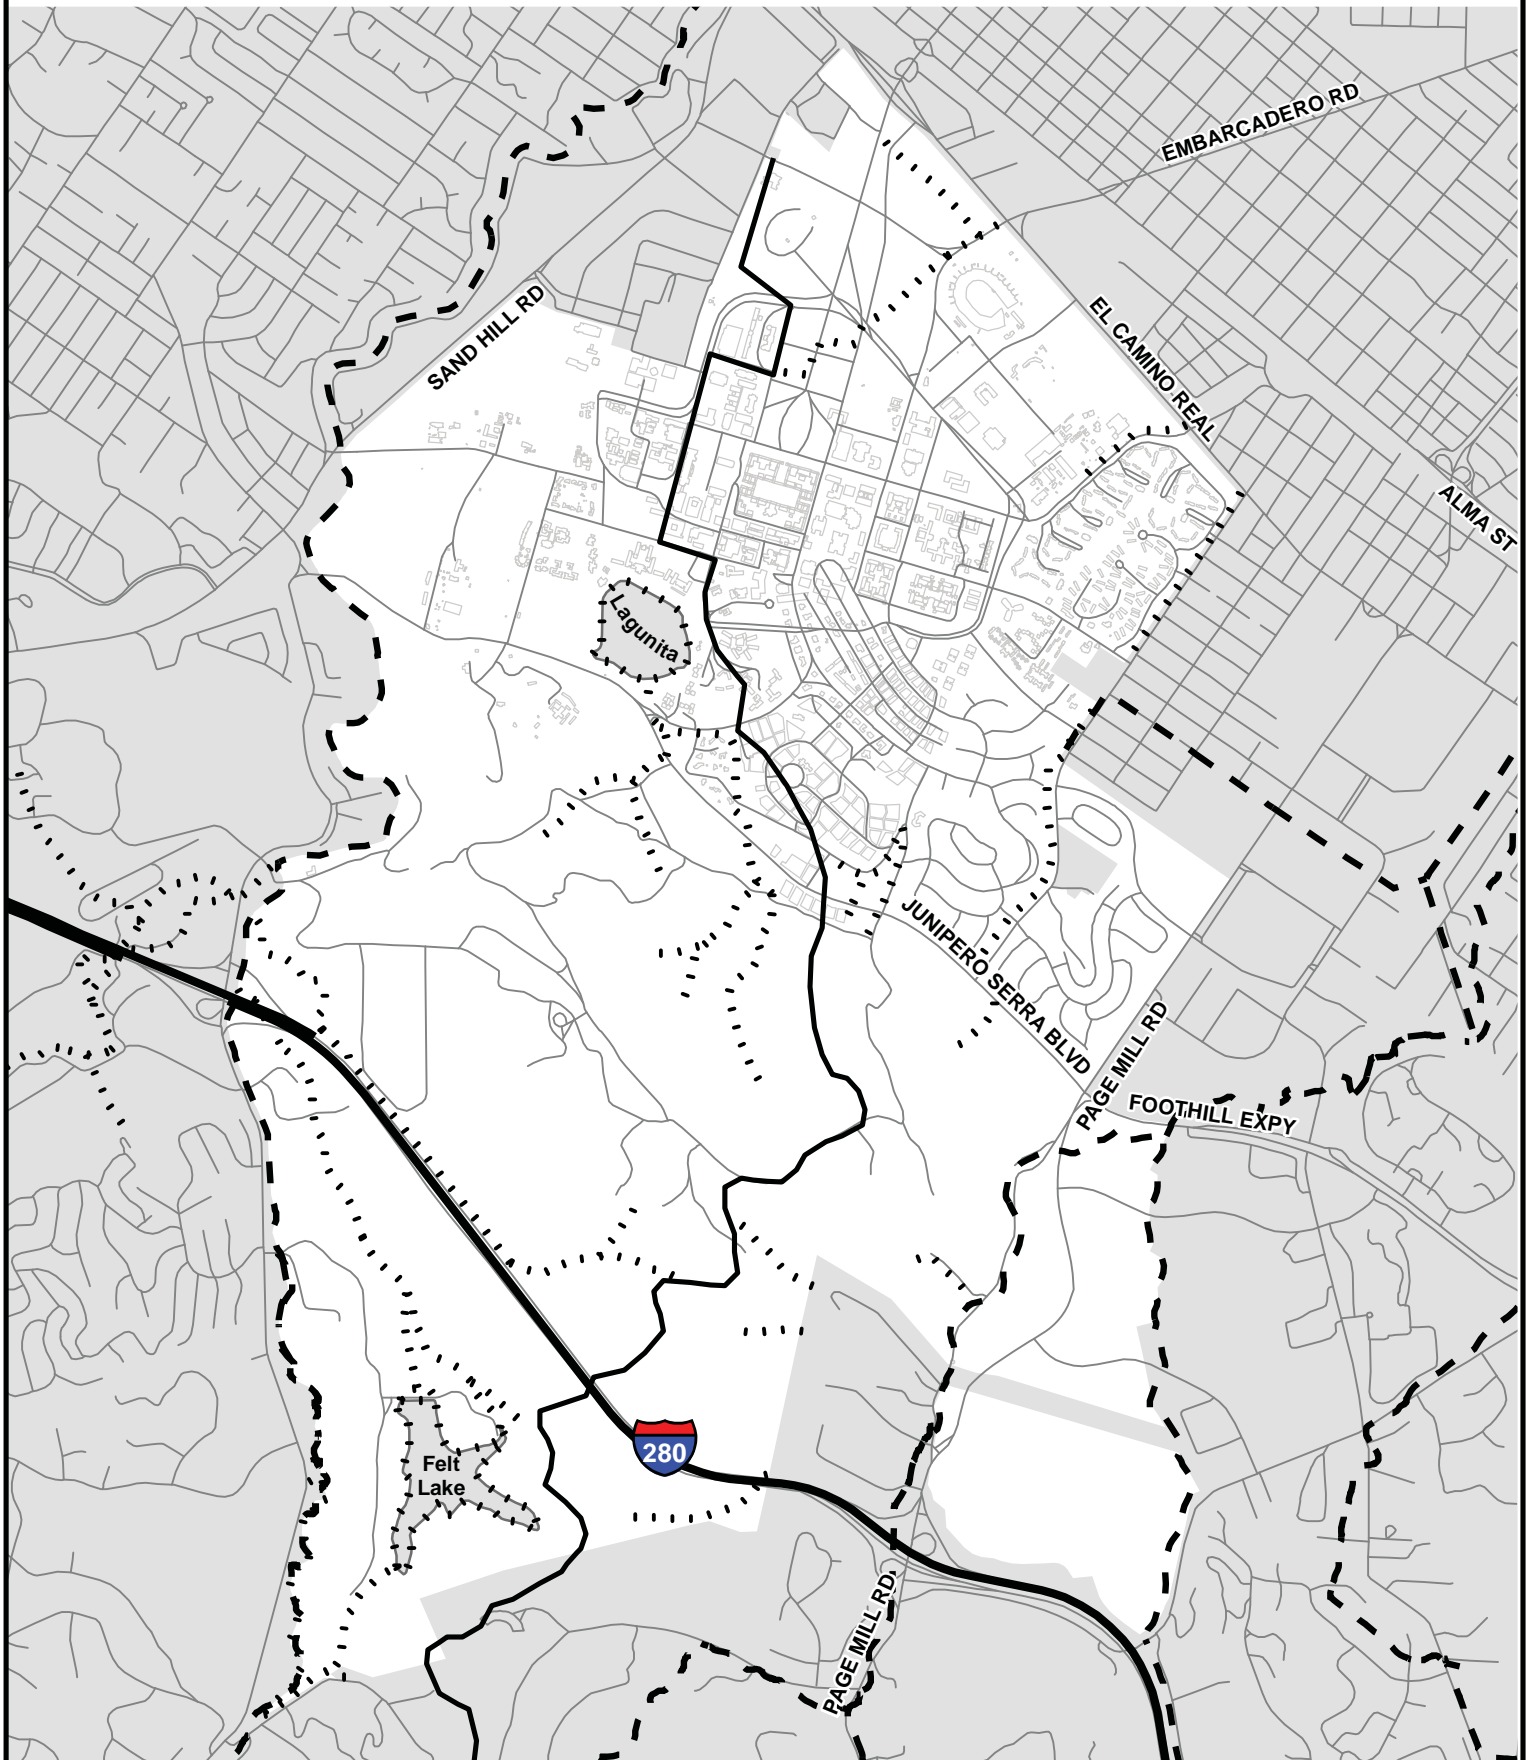 EMBARCADERO RD
SAND HILL RD
EL CAMINO REAL
ALMA ST
Lagunita
JUNIPERO SERRA BLVD
PAGE MILL RD
FOOTHILL EXPY
280
Felt
Lake
PAGE MILL RD